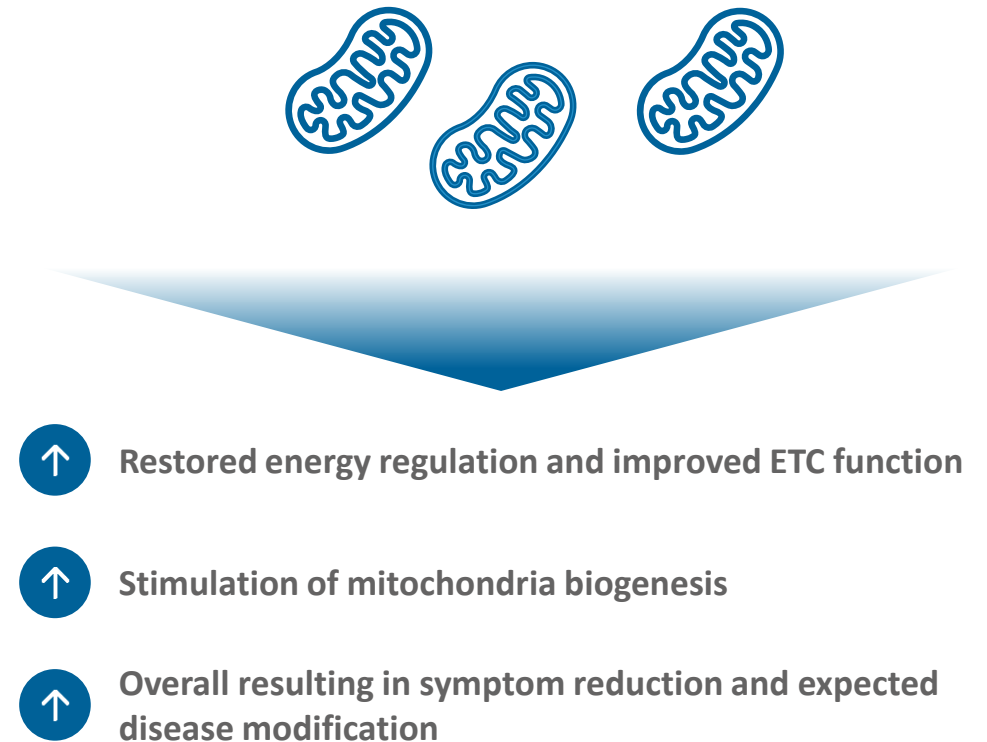 Restored energy regulation and improved ETC function
Stimulation of mitochondria biogenesis
Overall resulting in symptom reduction and expected
disease modification